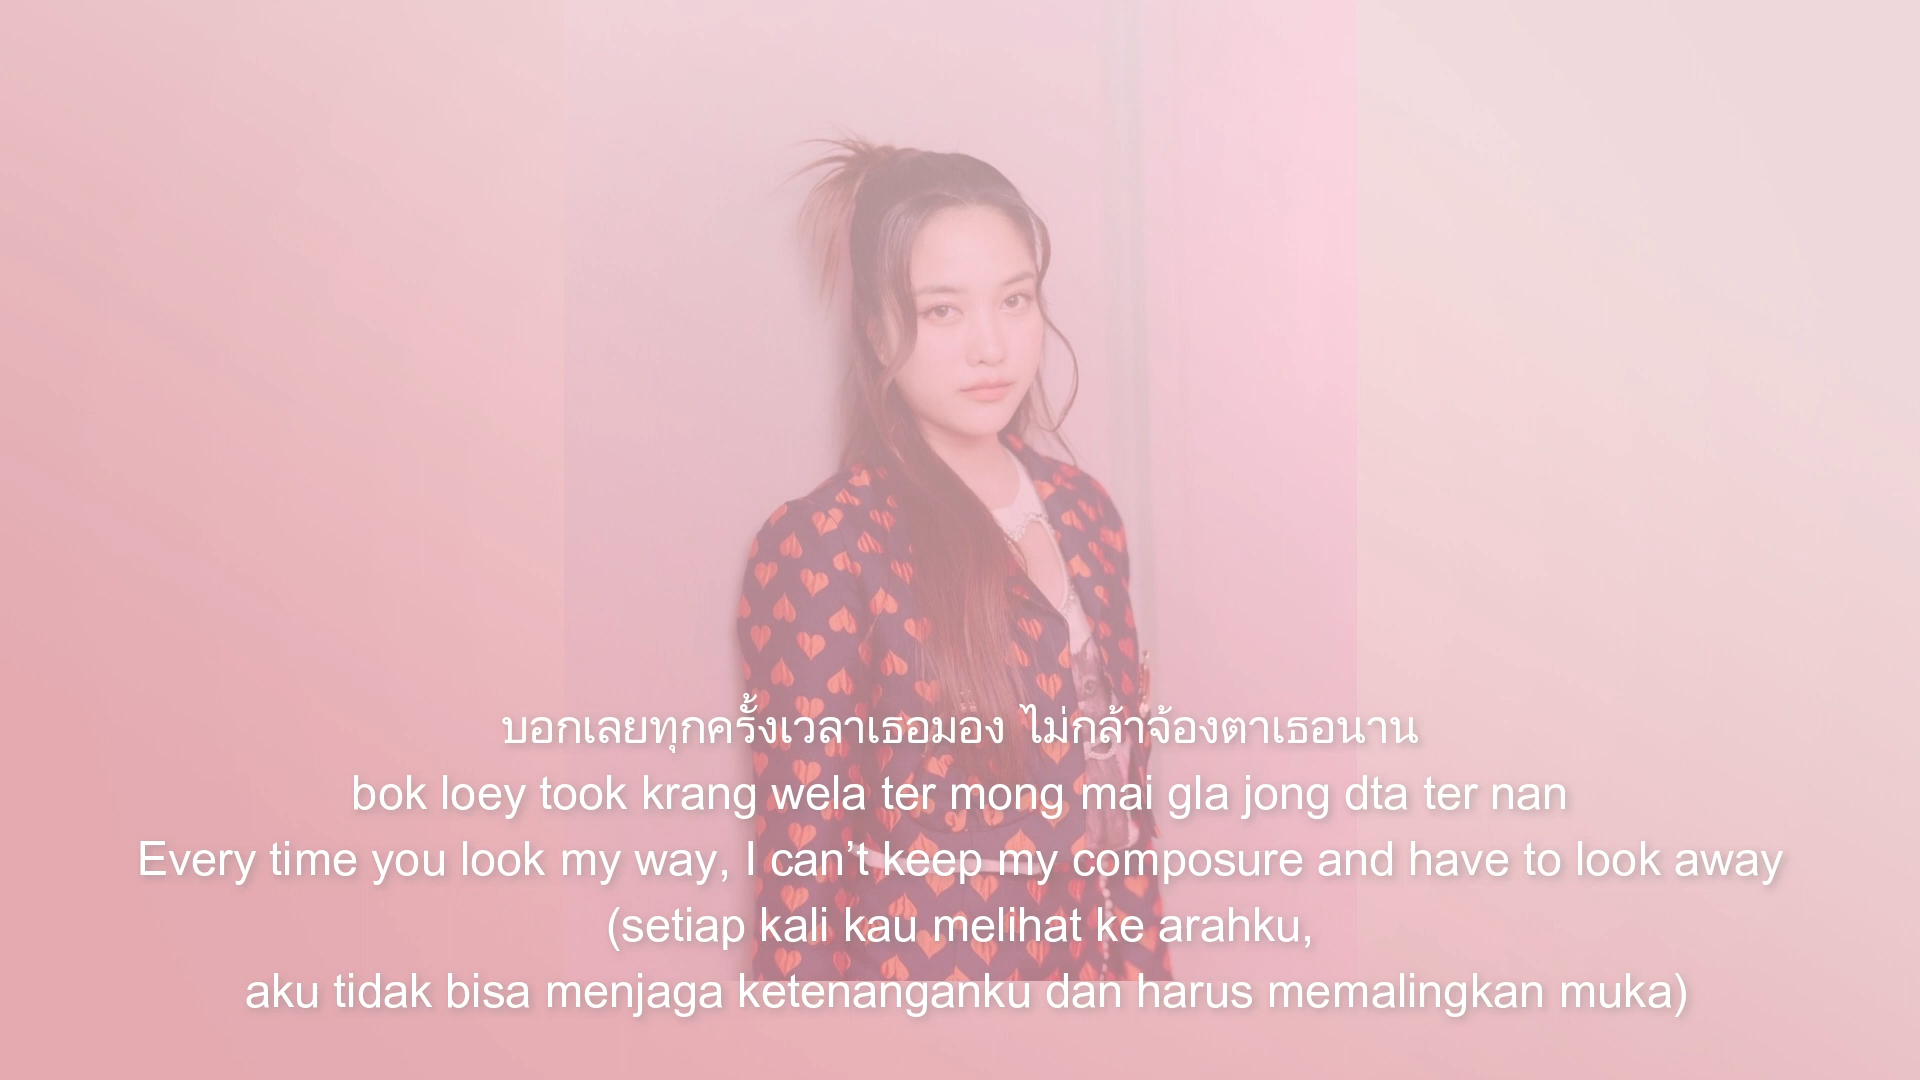 บอกเลยทุกครั้งเวลาเธอมอง ไม่กล้าจ้องตาเธอนาน
bok loey took krang wela ter mong mai gla jong dta ter nan
Every time you look my way, I can’t keep my composure and have to look away
(setiap kali kau melihat ke arahku,
aku tidak bisa menjaga ketenanganku dan harus memalingkan muka)